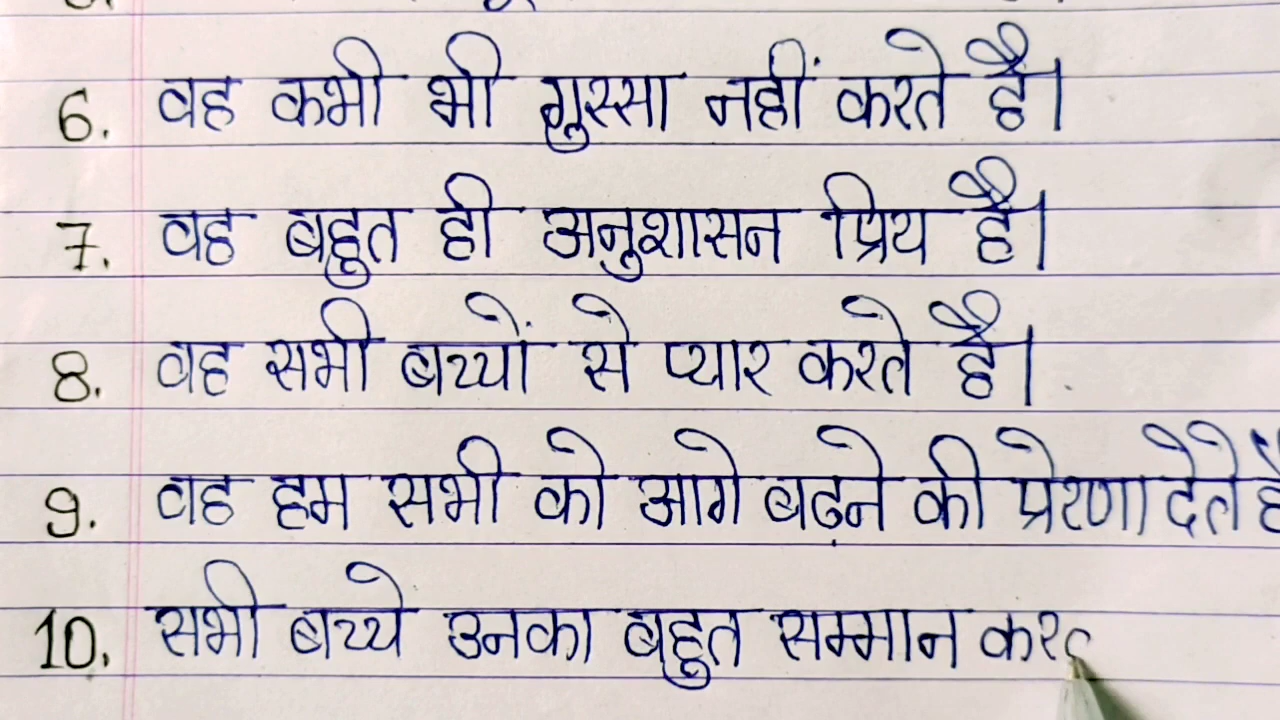 6. वह कभी भी गुस्सा नहीं करते है।
7. वह बहुत ही अनुशासन प्रिय है।
8. वह सभी बच्चों से प्यार करते है।
9. वह हम सभी को आगे बढ़ने की प्रेरणा देते
10. सभी बच्चे उनका बहुत सम्मान